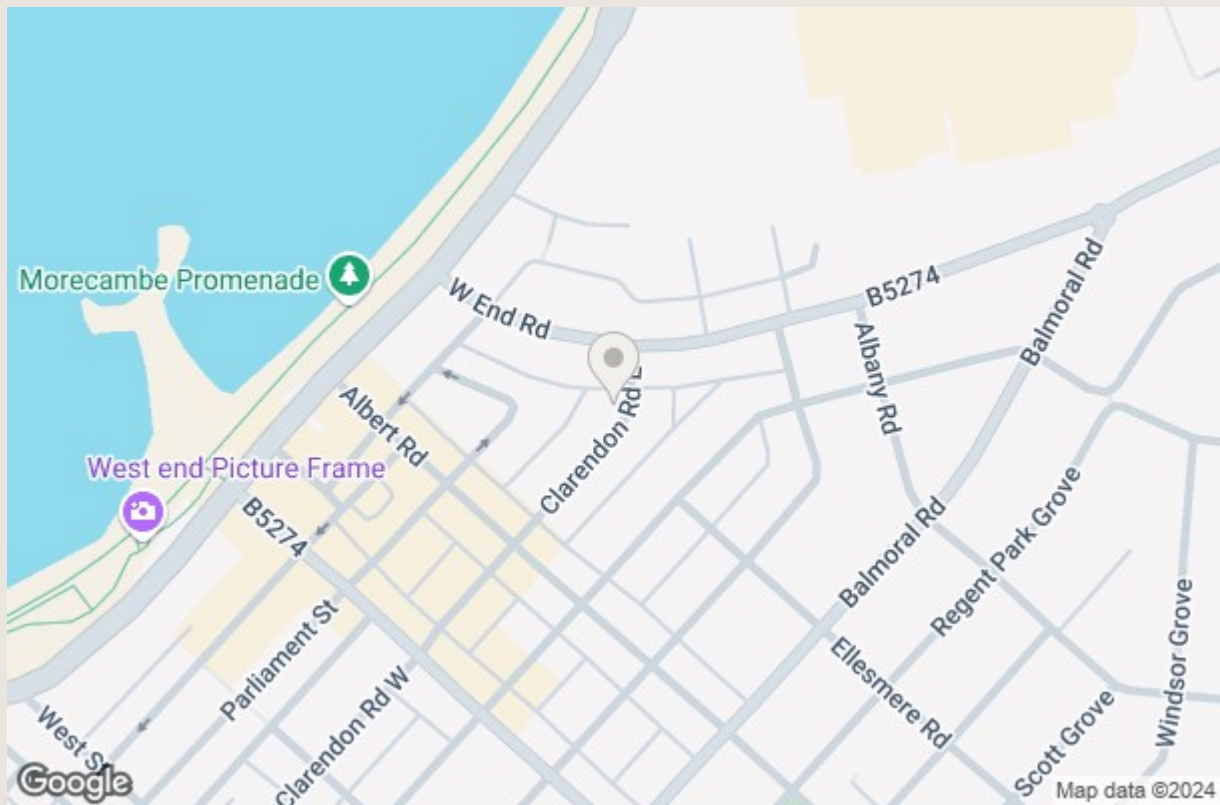 Morecambe Promenade
W End Rd
B5274
Balmoral Rd
Albany Rd
Albert Rd
Clarendon Rd E
West end Picture Frame
B5274
Balmoral Rd
Regent Park Grove
Parliament St
Ellesmere Rd
Windsor Grove
West St
Clarendon Rd W
Scott Grove
Google
Map data ©2024